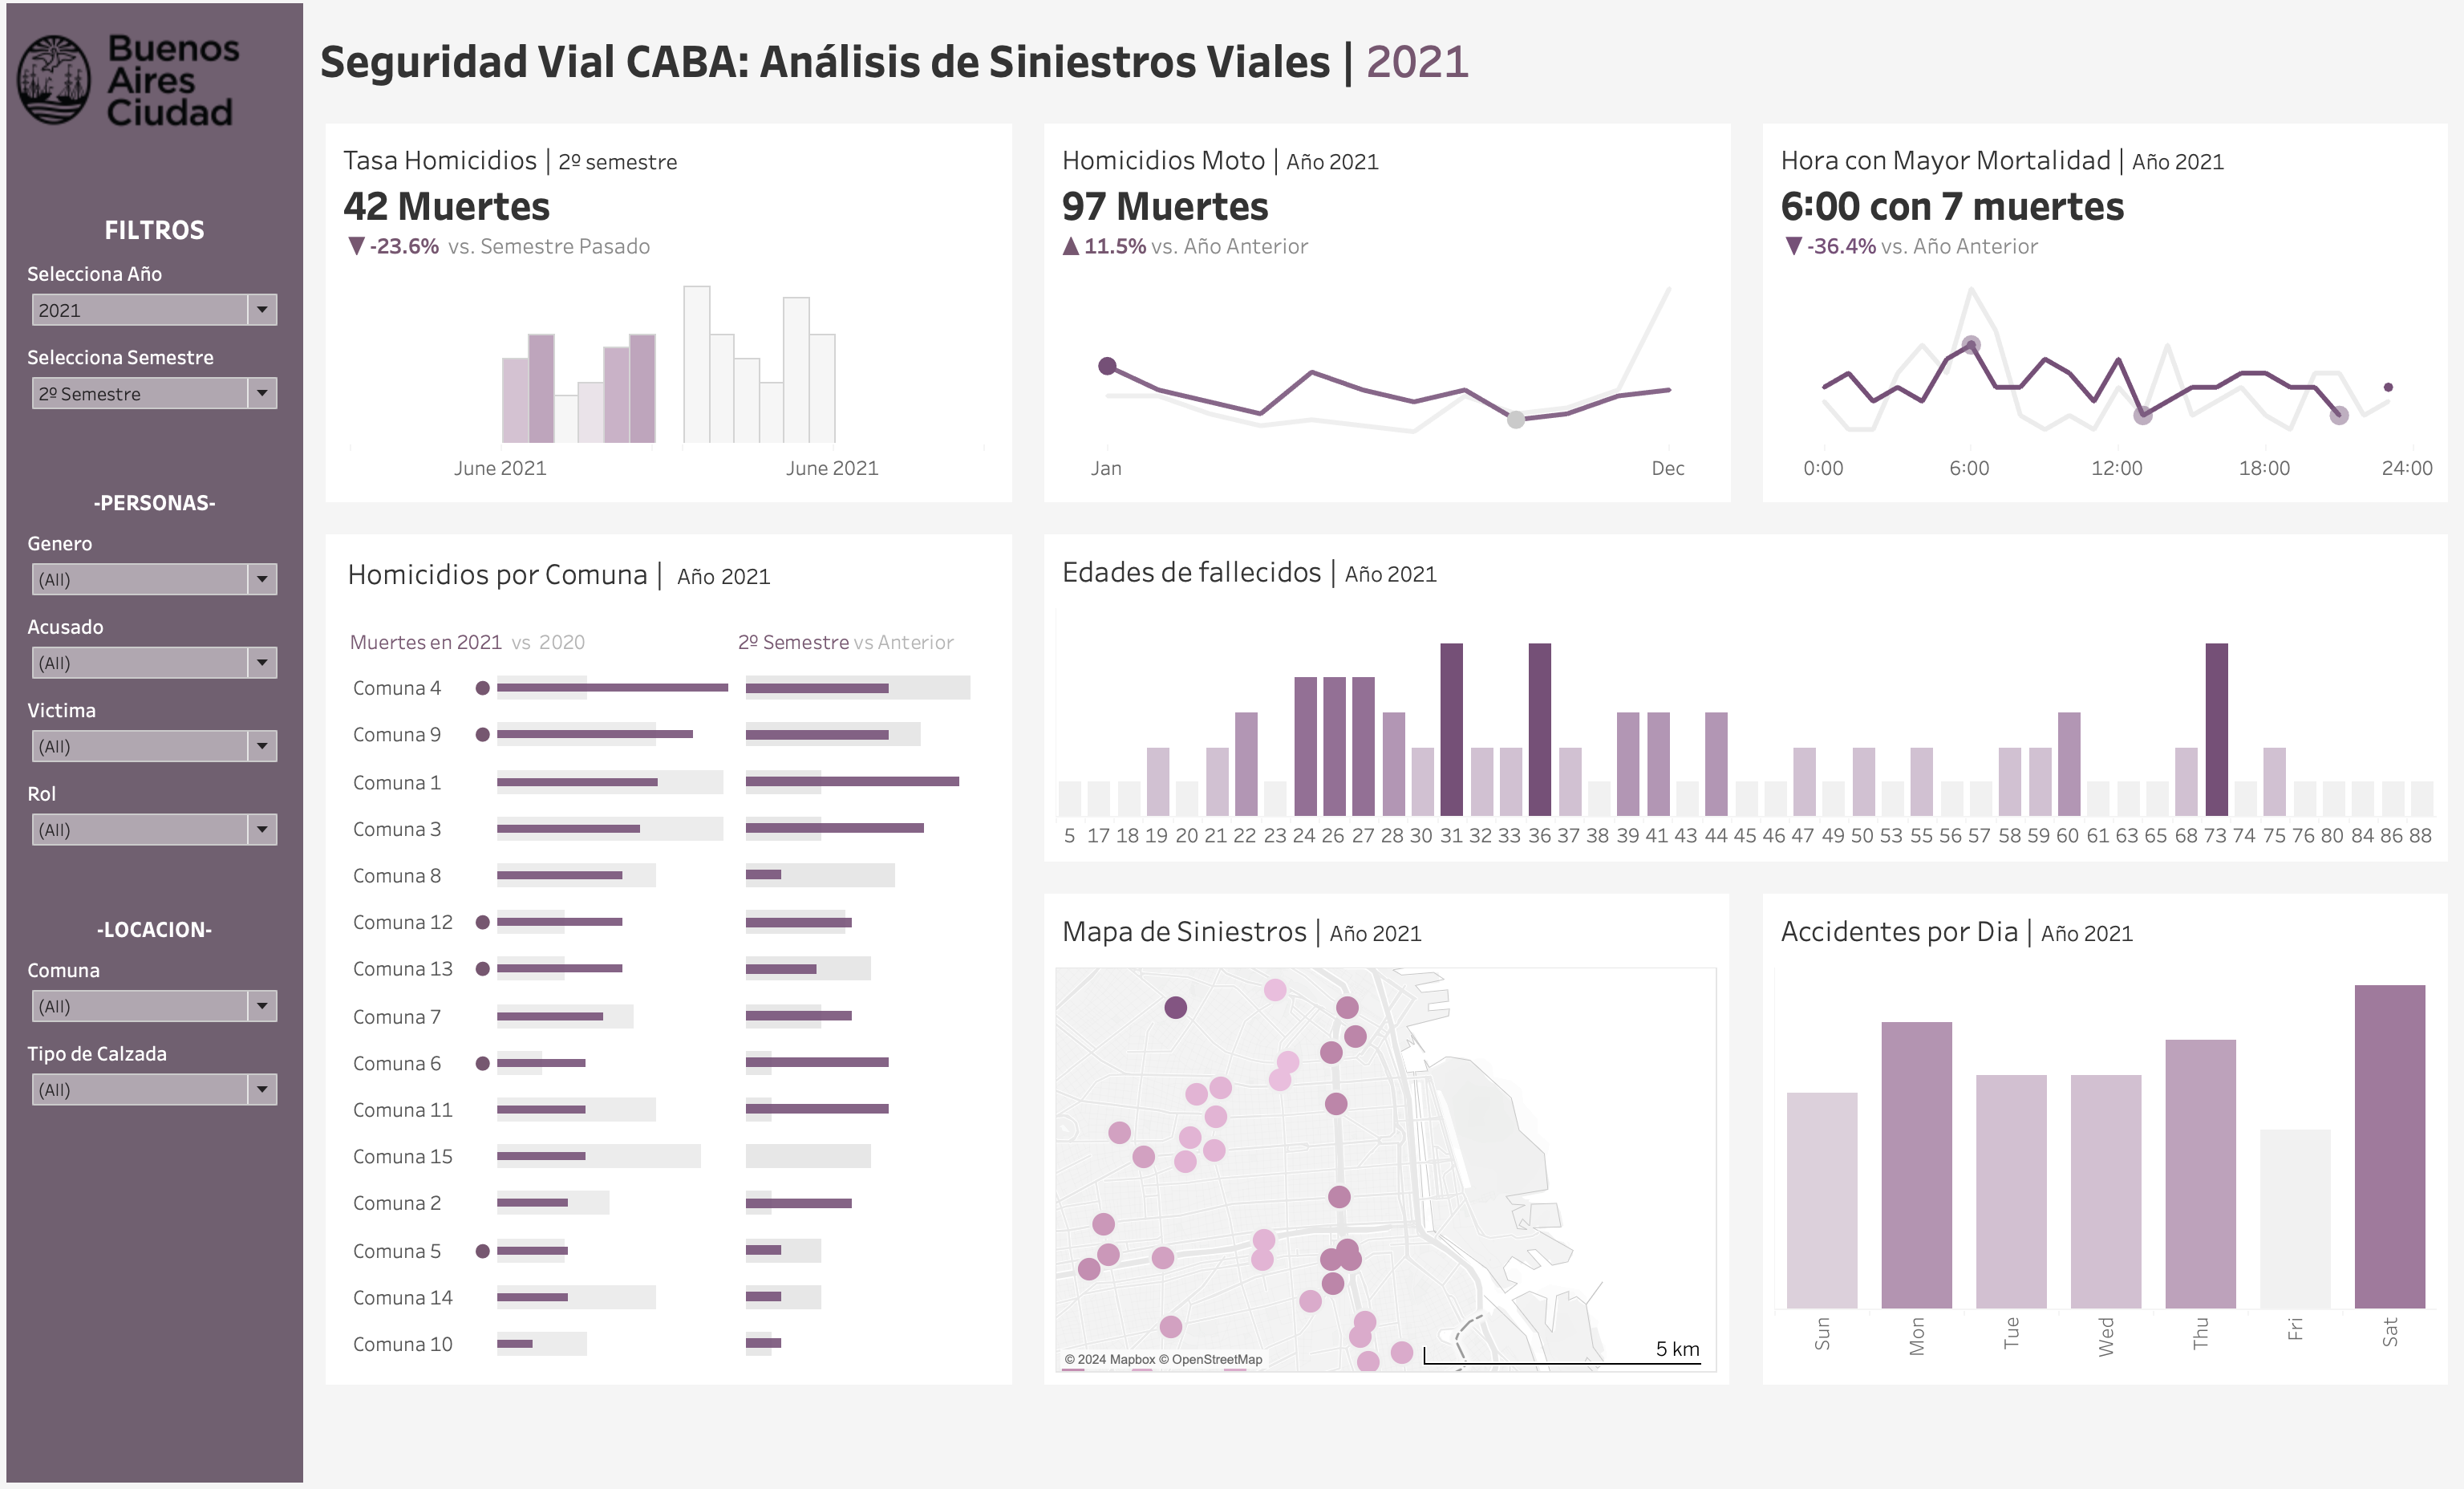 Buenos
Aires
Ciudad
FILTROS
Selecciona Año
2021
Selecciona Semestre
2º Semestre
-PERSONAS-
Genero
(All)
Acusado
(All)
Victima
(All)
Rol
(All)
-LOCACION-
Comuna
(All)
Tipo de Calzada
(All)
Seguridad Vial CABA: Análisis de Siniestros Viales | 2021
Tasa Homicidios | 2º semestre
42 Muertes
▼ -23.6% vs. Semestre Pasado
June 2021 June 2021
Homicidios Moto | Año 2021
97 Muertes
▲ 11.5% vs. Año Anterior
Jan Dec
Hora con Mayor Mortalidad | Año 2021
6:00 con 7 muertes
▼ -36.4% vs. Año Anterior
0:00 6:00 12:00 18:00 24:00
Homicidios por Comuna | Año 2021
Muertes en 2021 vs 2020 2º Semestre vs Anterior
Comuna 4
Comuna 9
Comuna 1
Comuna 3
Comuna 8
Comuna 12
Comuna 13
Comuna 7
Comuna 6
Comuna 11
Comuna 15
Comuna 2
Comuna 5
Comuna 14
Comuna 10
Edades de fallecidos | Año 2021
5 17 18 19 20 21 22 23 24 26 27 28 30 31 32 33 36 37 38 39 41 43 44 45 46 47 49 50 53 55 56 57 58 59 60 61 63 65 68 73 74 75 76 80 84 86 88
Mapa de Siniestros | Año 2021
© 2024 Mapbox © OpenStreetMap
5 km
Accidentes por Dia | Año 2021
Sun Mon Tue Wed Thu Fri Sat